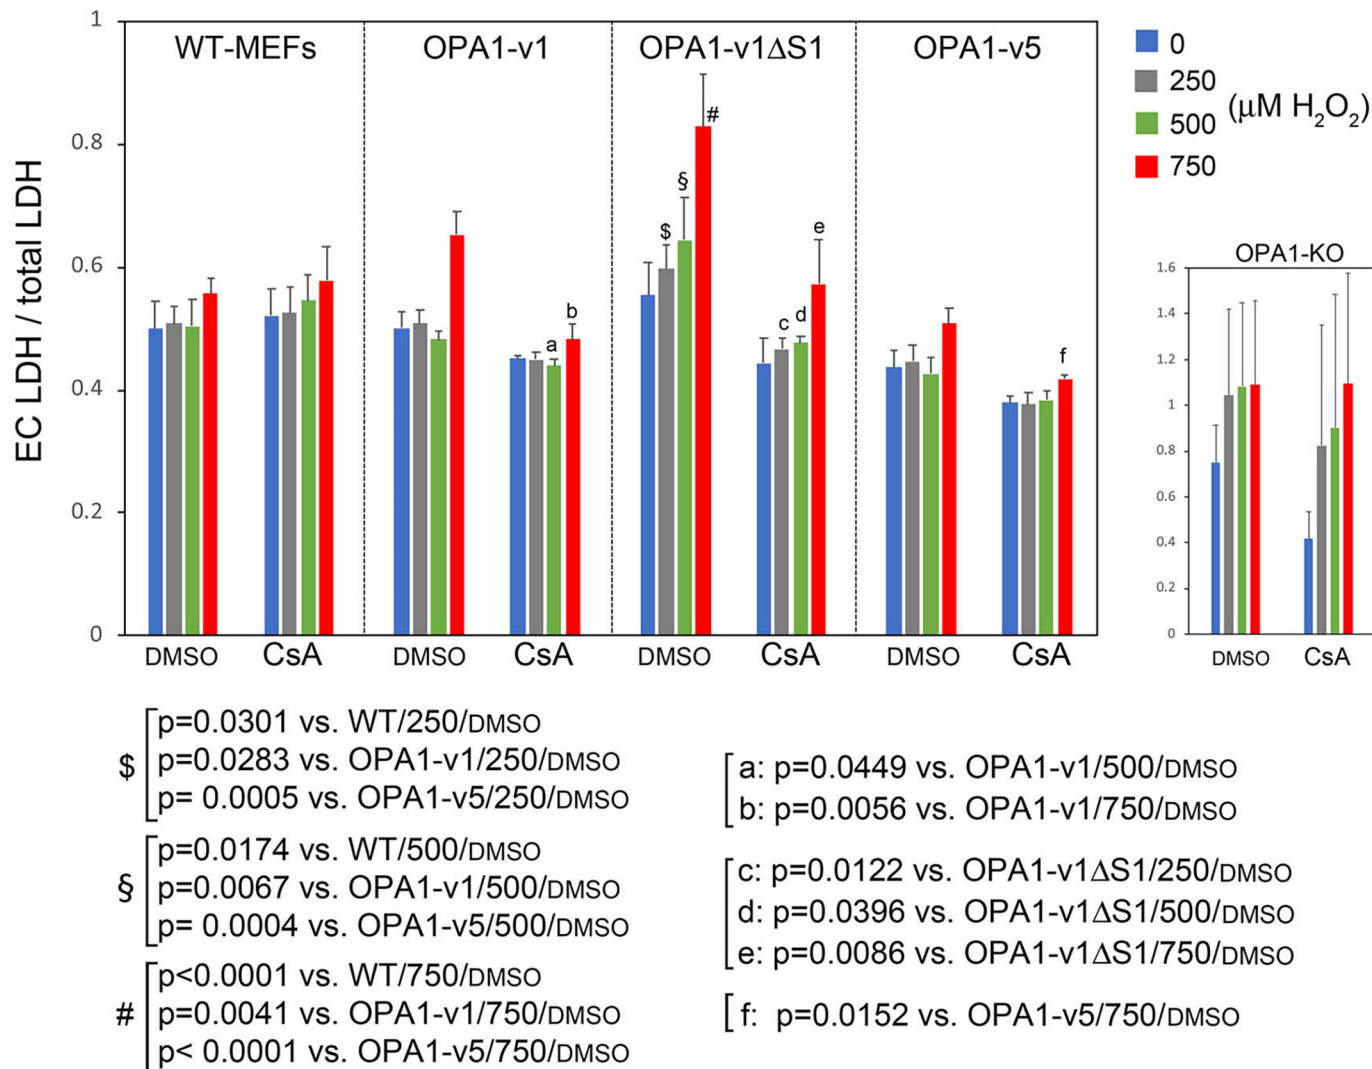 WT-MEFs
OPA1-v1
OPA1-v1ΔS1
OPA1-v5
EC LDH / total LDH
1
0.8
0.6
0.4
0.2
0
$
§
#
a
b
c
d
e
f
DMSO
CsA
DMSO
CsA
DMSO
CsA
DMSO
CsA
0
250
500
750
(μM H₂O₂)
OPA1-KO
1.6
1.4
1.2
1
0.8
0.6
0.4
0.2
0
DMSO
CsA
$
p=0.0301 vs. WT/250/DMSO
p=0.0283 vs. OPA1-v1/250/DMSO
p= 0.0005 vs. OPA1-v5/250/DMSO
§
p=0.0174 vs. WT/500/DMSO
p=0.0067 vs. OPA1-v1/500/DMSO
p= 0.0004 vs. OPA1-v5/500/DMSO
#
p<0.0001 vs. WT/750/DMSO
p=0.0041 vs. OPA1-v1/750/DMSO
p< 0.0001 vs. OPA1-v5/750/DMSO
a: p=0.0449 vs. OPA1-v1/500/DMSO
b: p=0.0056 vs. OPA1-v1/750/DMSO
c: p=0.0122 vs. OPA1-v1ΔS1/250/DMSO
d: p=0.0396 vs. OPA1-v1ΔS1/500/DMSO
e: p=0.0086 vs. OPA1-v1ΔS1/750/DMSO
f: p=0.0152 vs. OPA1-v5/750/DMSO